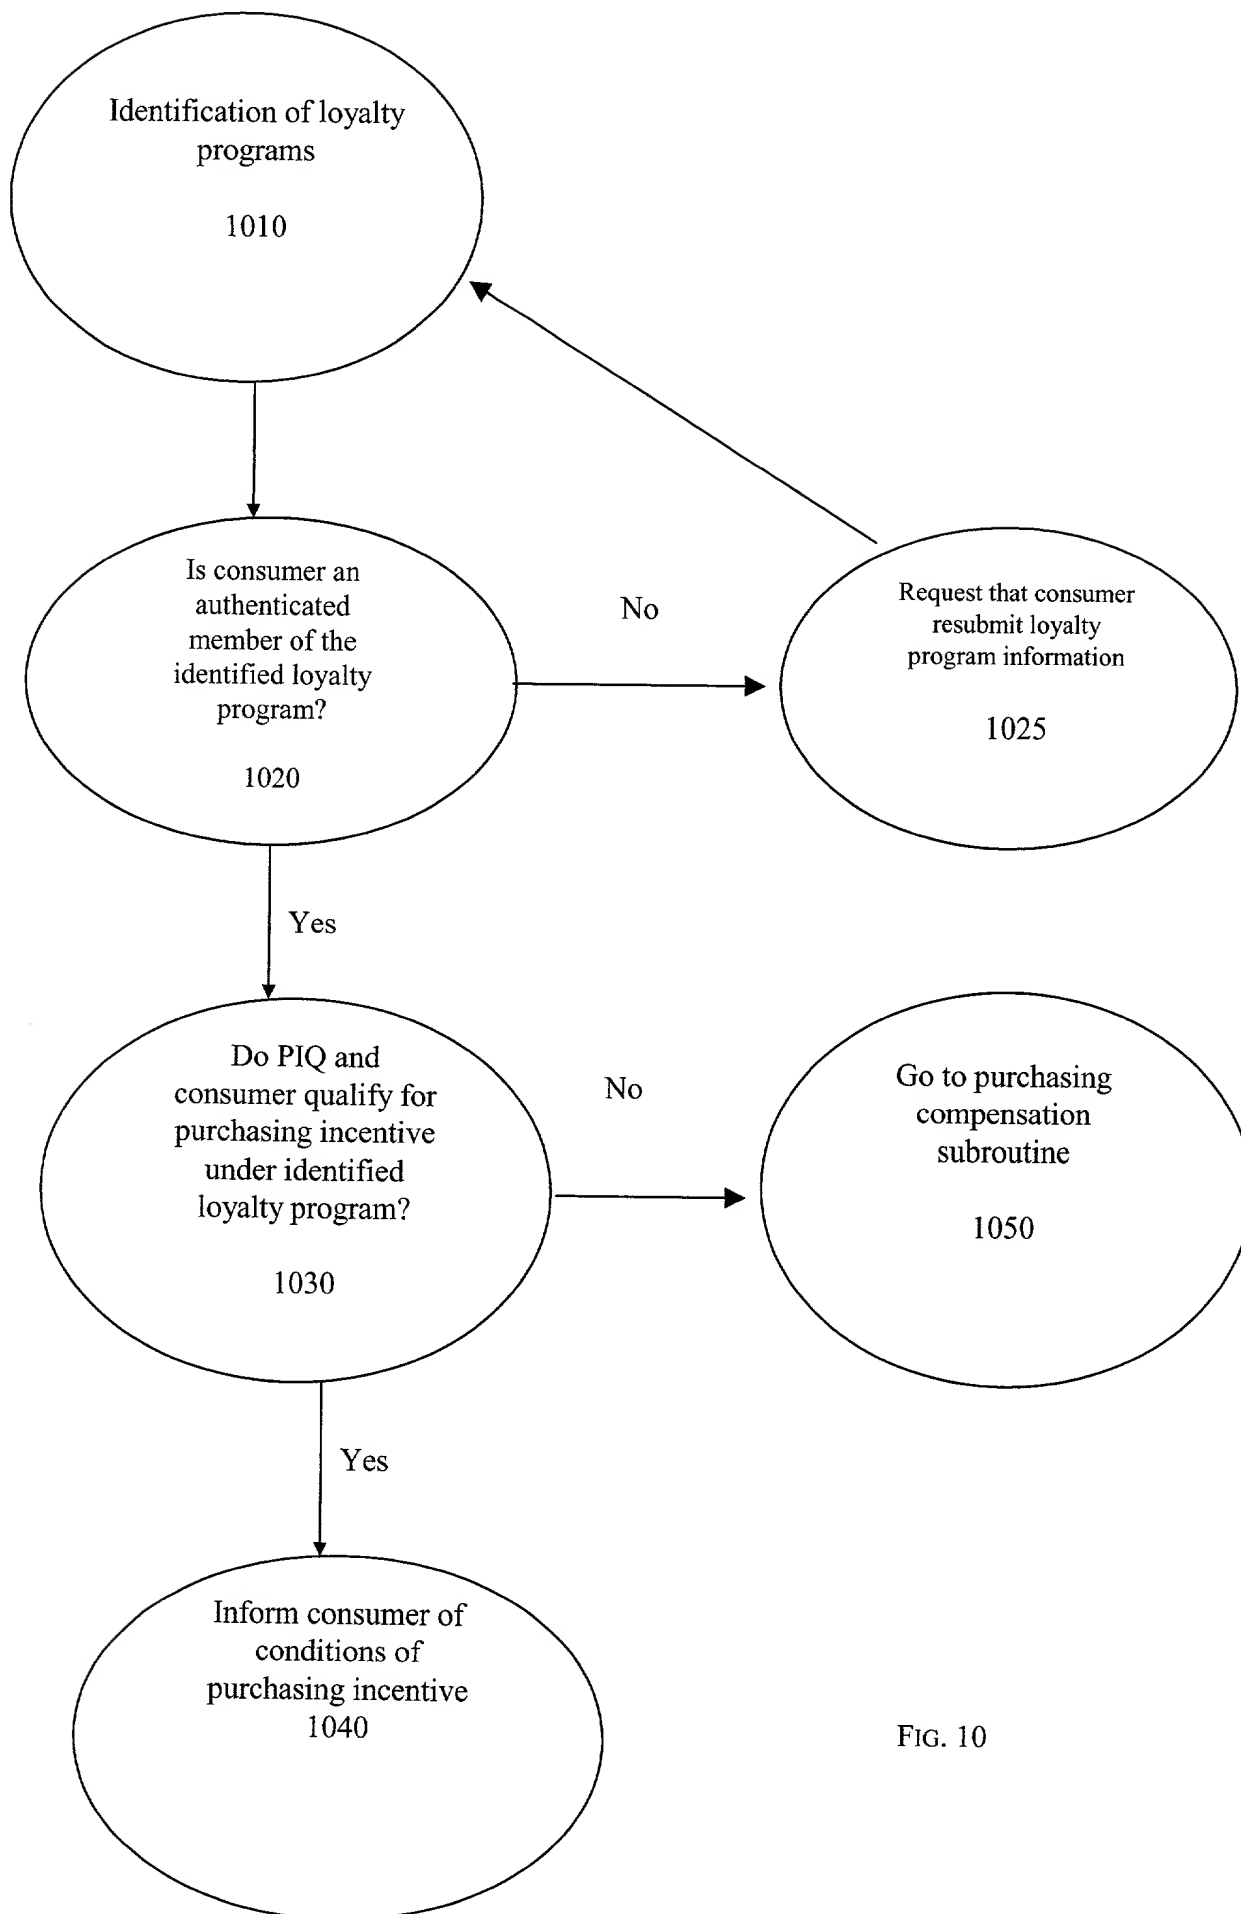 Identification of loyalty
programs
1010
Is consumer an
authenticated
member of the
identified loyalty
program?
1020
No
Request that consumer
resubmit loyalty
program information
1025
Yes
Do PIQ and
consumer qualify for
purchasing incentive
under identified
loyalty program?
1030
No
Go to purchasing
compensation
subroutine
1050
Yes
Inform consumer of
conditions of
purchasing incentive
1040
FIG. 10